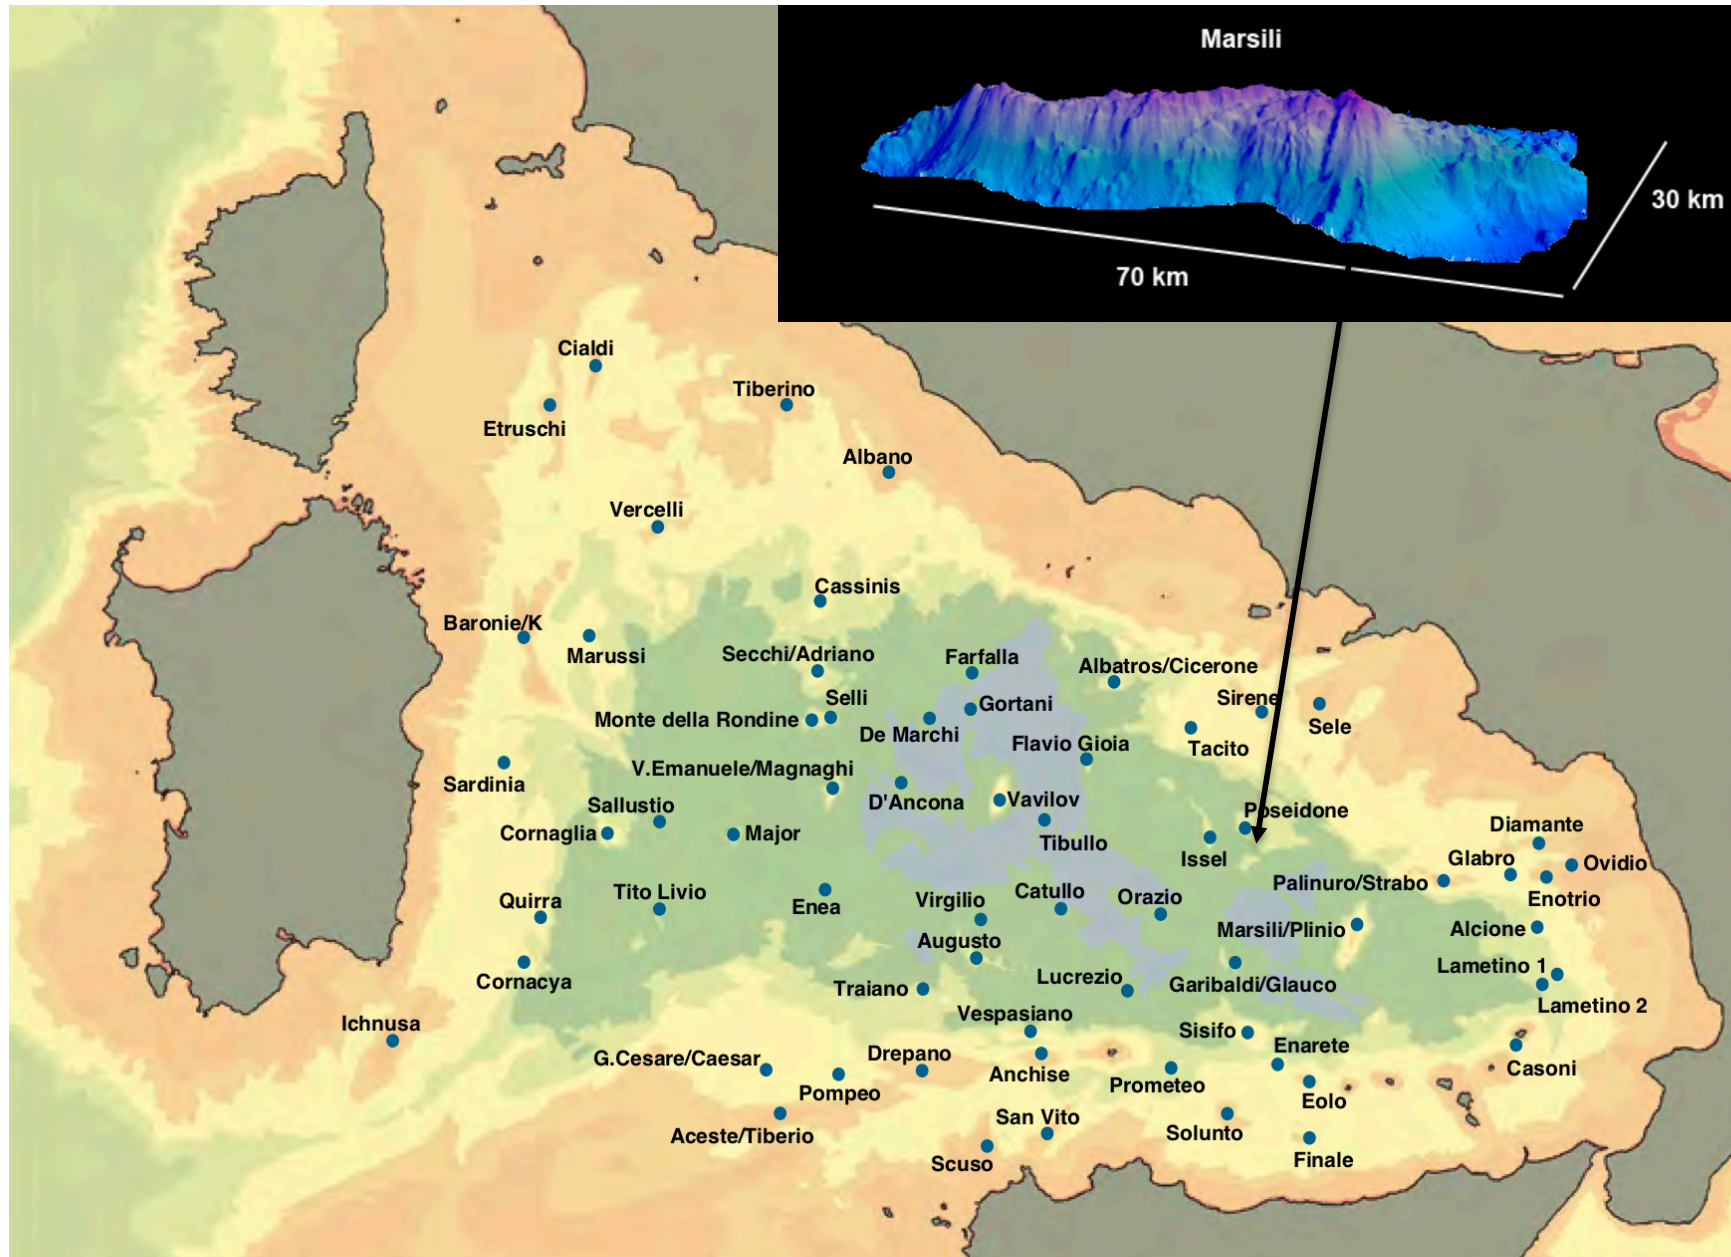 Marsili
30 km
70 km
Cialdi
Tiberino
Etruschi
Albano
Vercelli
Cassinis
Baronie/K
Marussi
Secchi/Adriano
Farfalla
Albatros/Cicerone
Selli
Sirene
Gortani
Monte della Rondine
De Marchi
Sele
Flavio Gioia
Tacito
V.Emanuele/Magnaghi
Sardinia
D'Ancona
Vavilov
Sallustio
Poseidone
Cornaglia
Major
Tibullo
Diamante
Issel
Glabro
Ovidio
Palinuro/Strabo
Tito Livio
Catullo
Orazio
Quirra
Enea
Virgilio
Enotrio
Marsili/Plinio
Alcione
Augusto
Lametino 1
Cornacya
Lucrezio
Garibaldi/Glauco
Traiano
Lametino 2
Vespasiano
Ichnusa
Sisifo
Enarete
Drepano
G.Cesare/Caesar
Anchise
Casoni
Prometeo
Pompeo
Eolo
San Vito
Aceste/Tiberio
Solunto
Scuso
Finale